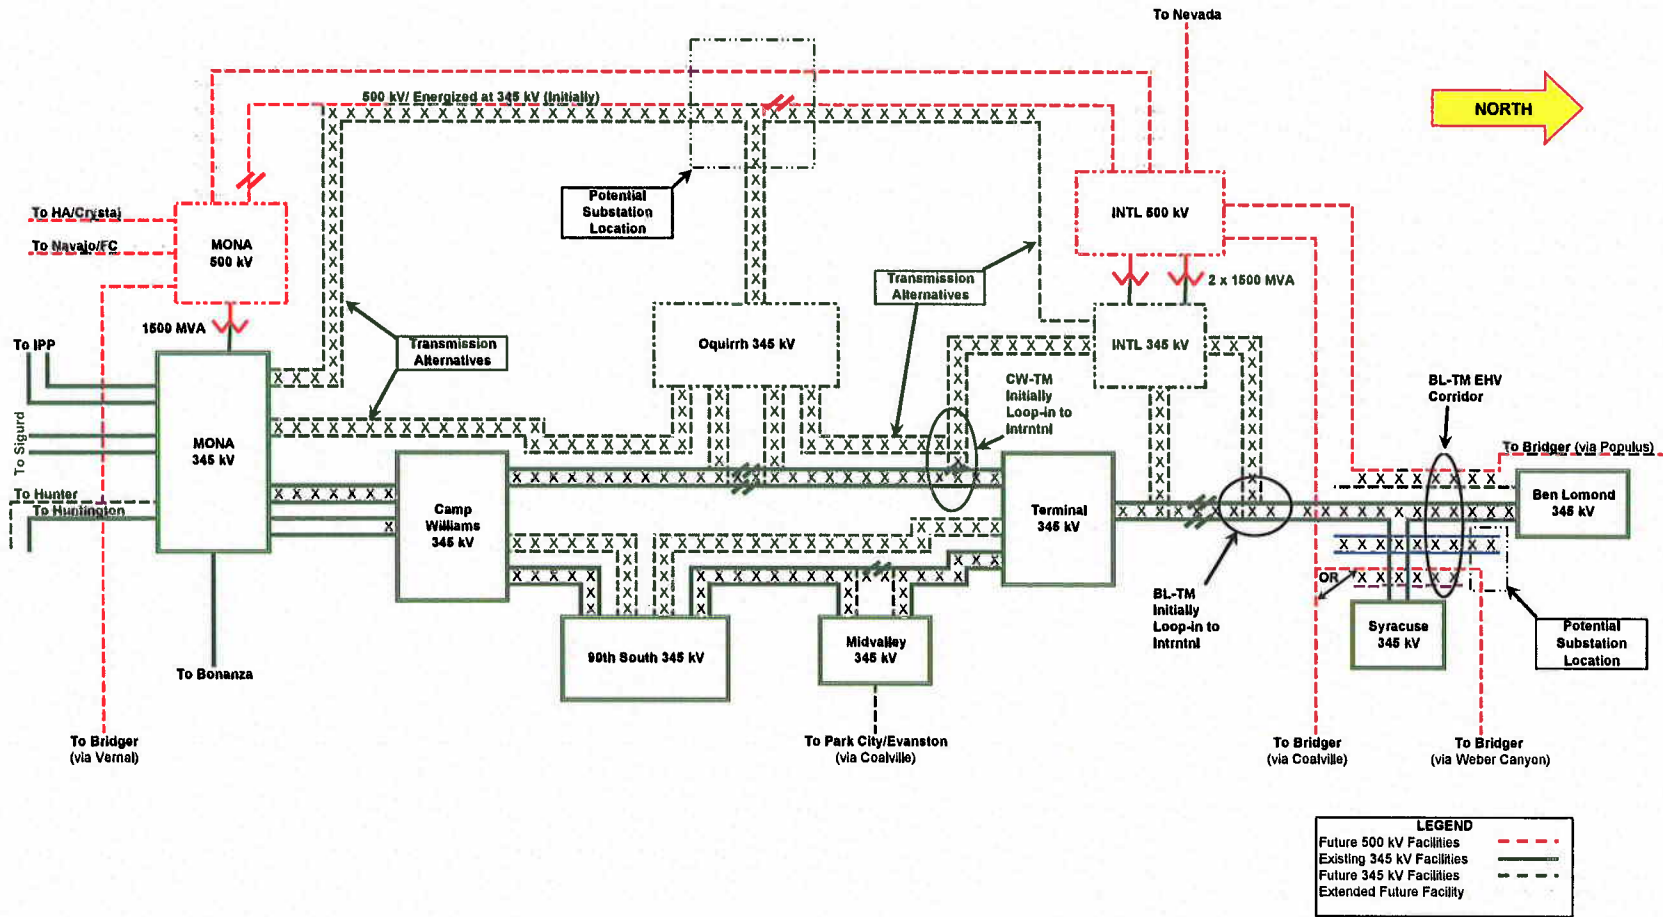 To Nevada
500 kV/ Energized at 345 kV (Initially)
NORTH
Potential
Substation
Location
To HA/Crystal
To Navajo/FC
MONA
500 kV
INTL 500 kV
1500 MVA
2 x 1500 MVA
Transmission
Alternatives
Transmission
Alternatives
To IPP
To Sigurd
To Hunter
To Huntington
MONA
345 kV
Oquirrh 345 kV
INTL 345 kV
CW-TM
Initially
Loop-in to
Intrntnl
BL-TM EHV
Corridor
To Bridger (via Populus)
Camp
Williams
345 kV
Terminal
345 kV
Ben Lomond
345 kV
OR
BL-TM
Initially
Loop-in to
Intrntnl
90th South 345 kV
Midvalley
345 kV
Syracuse
345 kV
Potential
Substation
Location
To Bonanza
To Bridger
(via Vernal)
To Park City/Evanston
(via Coalville)
To Bridger
(via Coalville)
To Bridger
(via Weber Canyon)
LEGEND
Future 500 kV Facilities
Existing 345 kV Facilities
Future 345 kV Facilities
Extended Future Facility